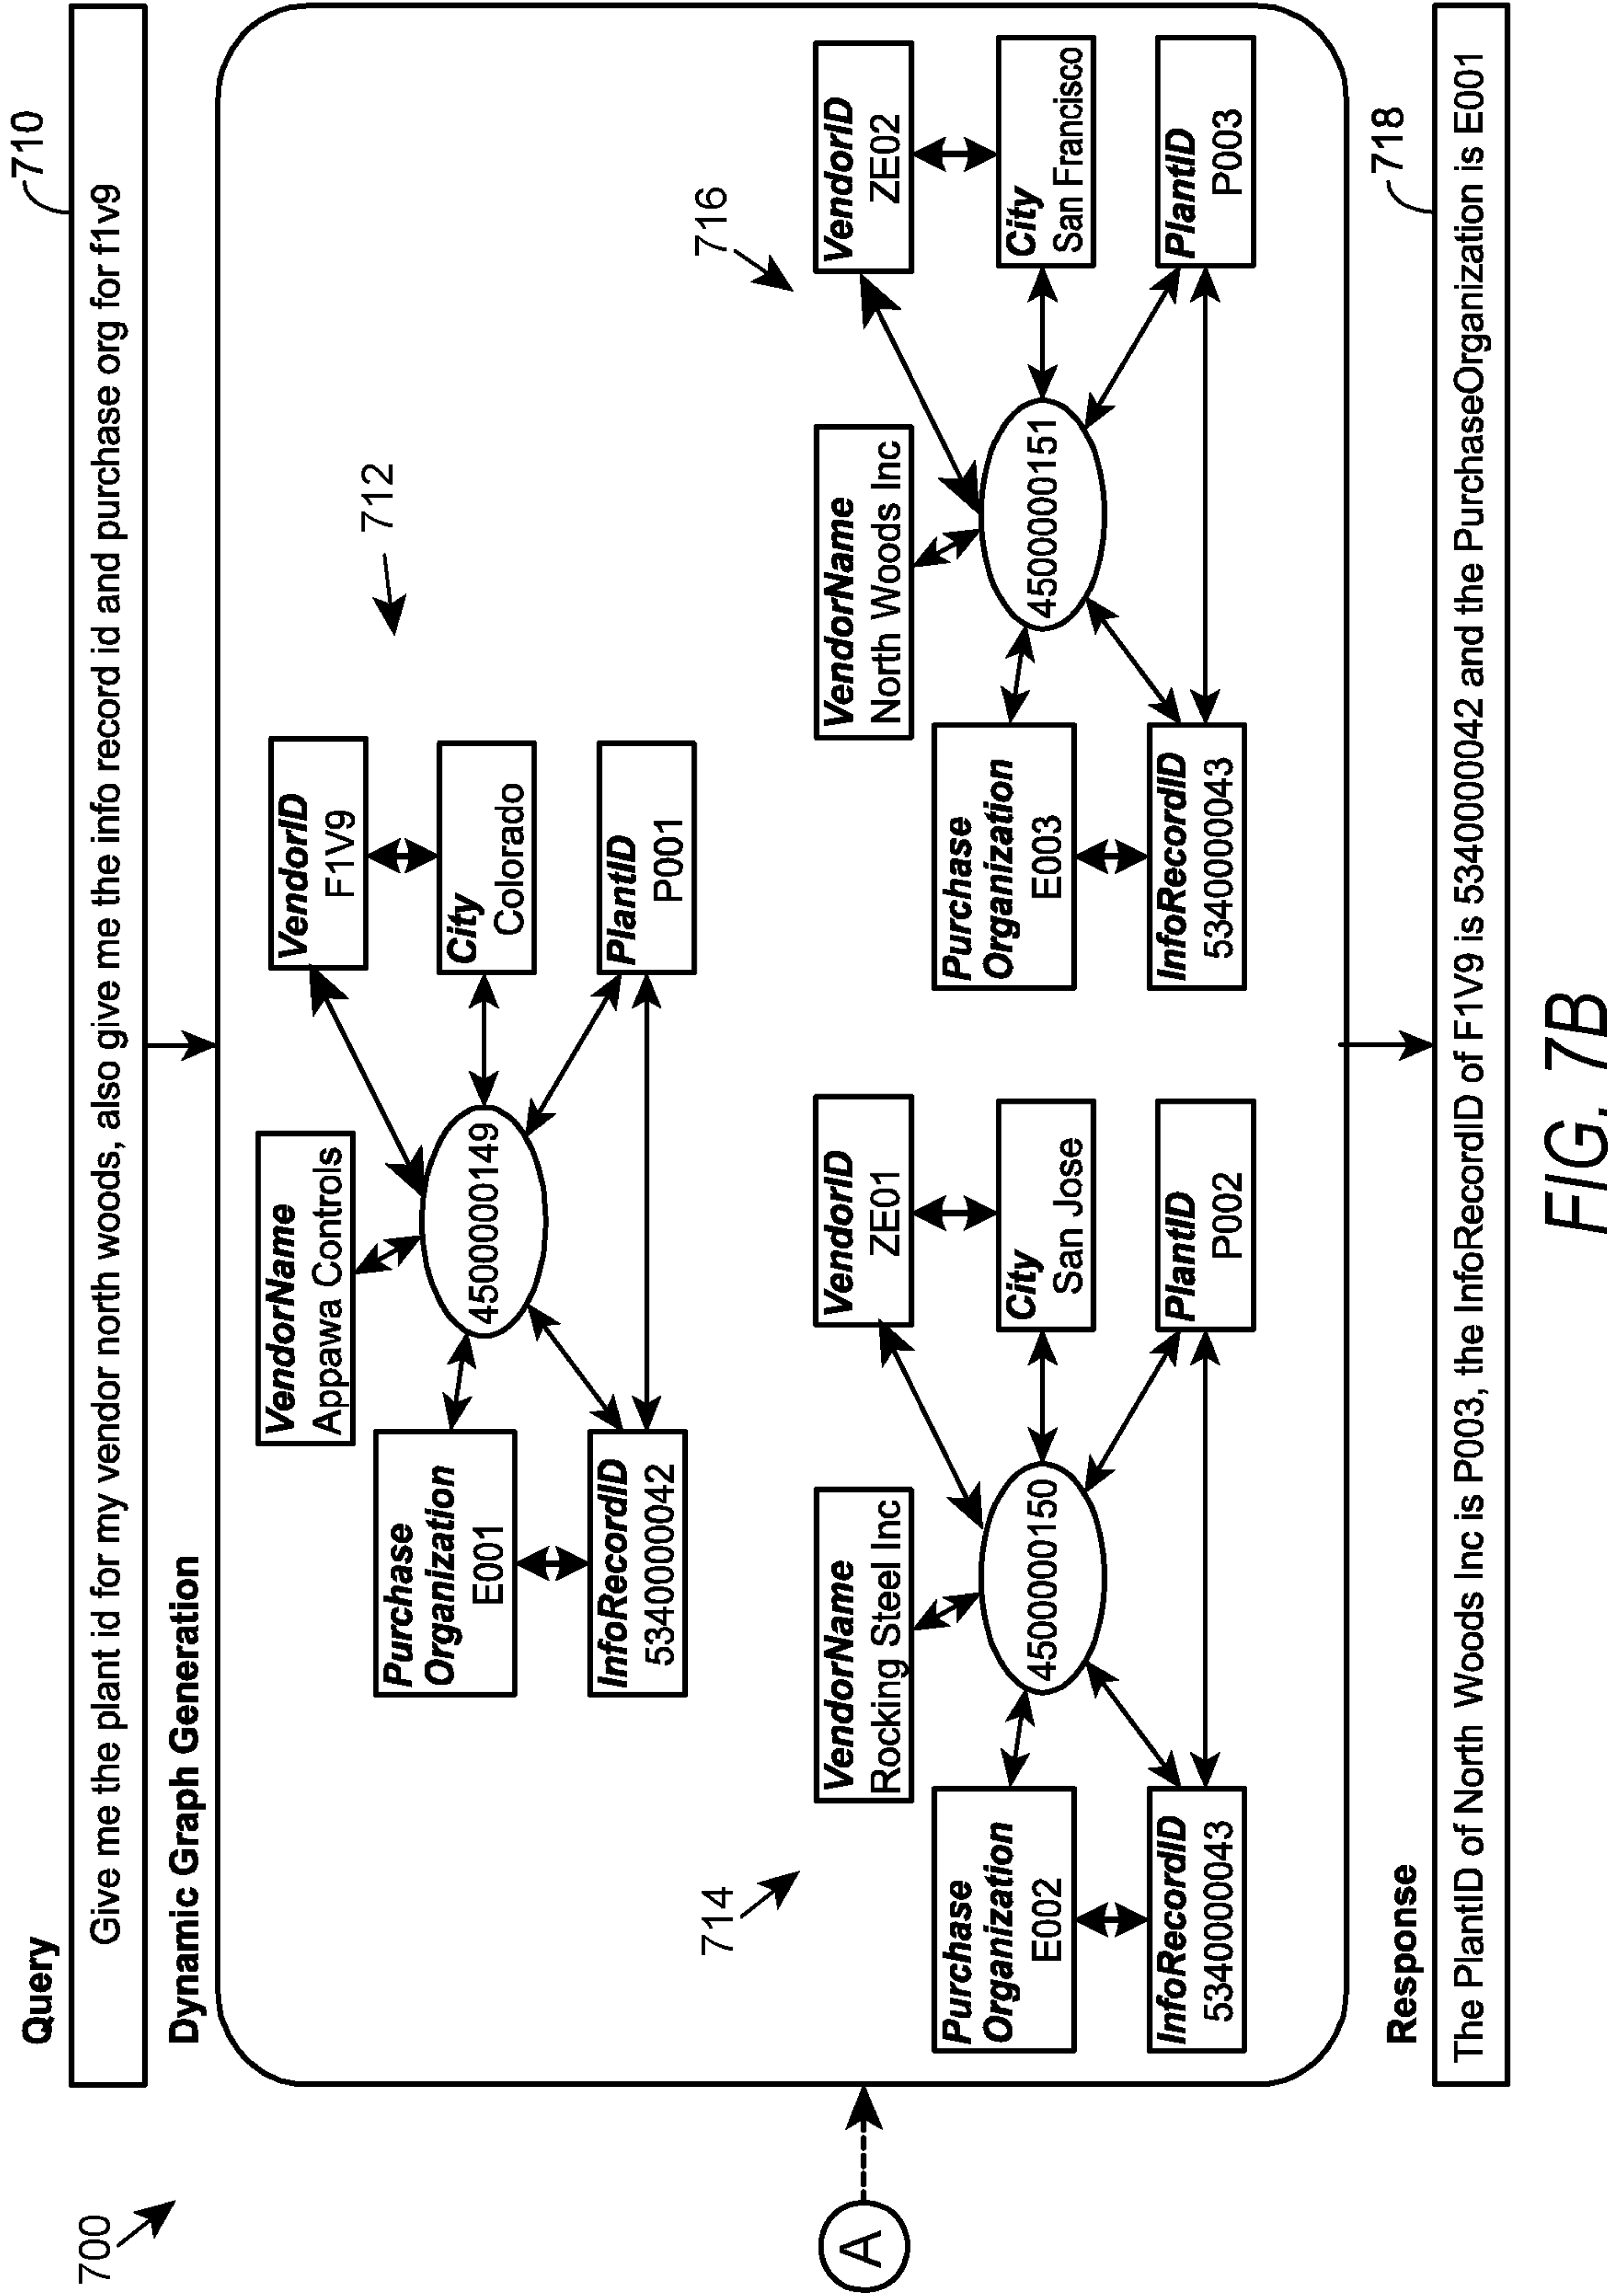 700
Query
710
Give me the plant id for my vendor north woods, also give me the info record id and purchase org for f1v9
Dynamic Graph Generation
712
VendorName
Appawa Controls
VendorID
F1V9
Purchase
Organization
E001
4500000149
City
Colorado
InfoRecordID
5340000042
PlantID
P001
714
VendorName
Rocking Steel Inc
VendorID
ZE01
Purchase
Organization
E002
4500000150
City
San Jose
InfoRecordID
5340000043
PlantID
P002
716
VendorName
North Woods Inc
VendorID
ZE02
Purchase
Organization
E003
4500000151
City
San Francisco
InfoRecordID
5340000043
PlantID
P003
A
Response
718
The PlantID of North Woods Inc is P003, the InfoRecordID of F1V9 is 5340000042 and the PurchaseOrganization is E001
FIG. 7B